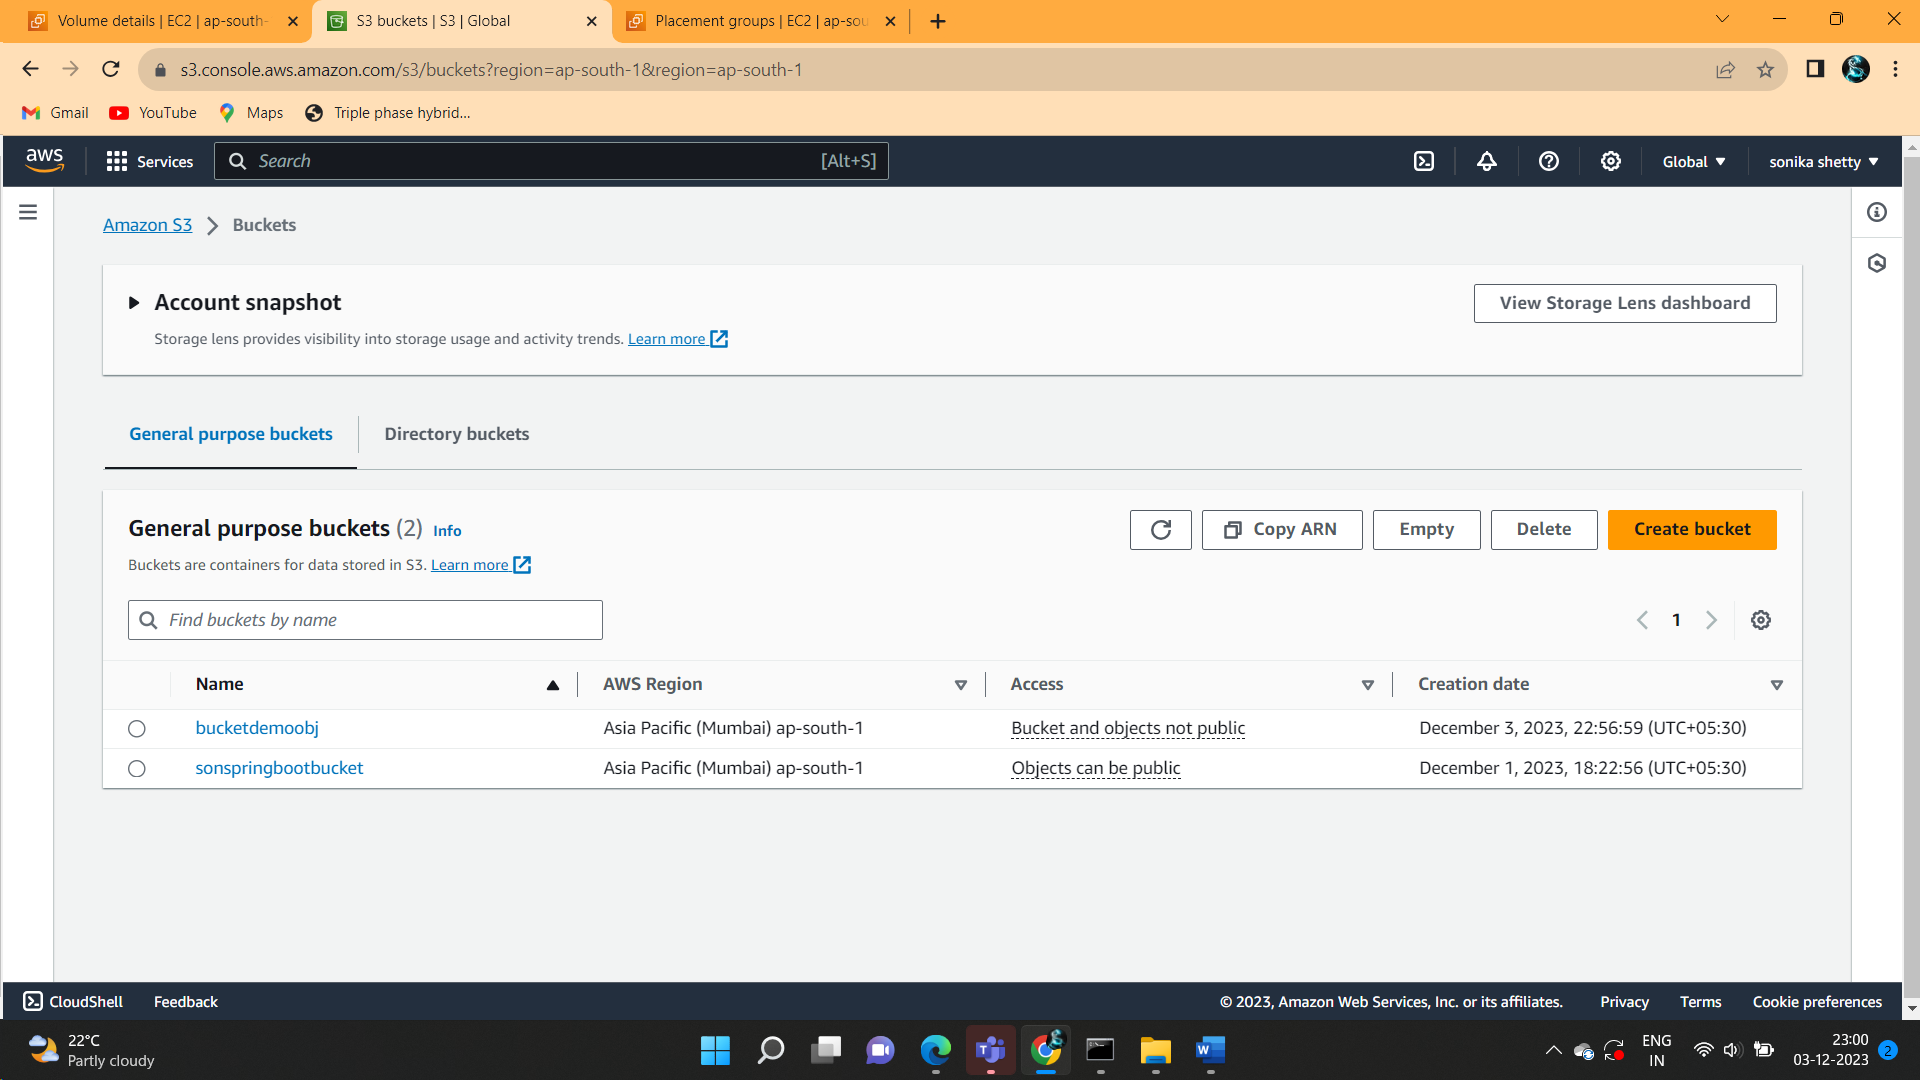 Volume details | EC2 | ap-south-
S3 buckets | S3 | Global
Placement groups | EC2 | ap-sou
s3.console.aws.amazon.com/s3/buckets?region=ap-south-1&region=ap-south-1
Gmail
YouTube
Maps
Triple phase hybrid...
aws
Services
Search
[Alt+S]
Global
sonika shetty
Amazon S3
Buckets
Account snapshot
View Storage Lens dashboard
Storage lens provides visibility into storage usage and activity trends. Learn more
General purpose buckets
Directory buckets
General purpose buckets (2) Info
Copy ARN
Empty
Delete
Create bucket
Buckets are containers for data stored in S3. Learn more
Find buckets by name
1
Name
AWS Region
Access
Creation date
bucketdemoobj
Asia Pacific (Mumbai) ap-south-1
Bucket and objects not public
December 3, 2023, 22:56:59 (UTC+05:30)
sonspringbootbucket
Asia Pacific (Mumbai) ap-south-1
Objects can be public
December 1, 2023, 18:22:56 (UTC+05:30)
CloudShell
Feedback
© 2023, Amazon Web Services, Inc. or its affiliates.
Privacy
Terms
Cookie preferences
22°C
Partly cloudy
ENG
IN
23:00
03-12-2023
2